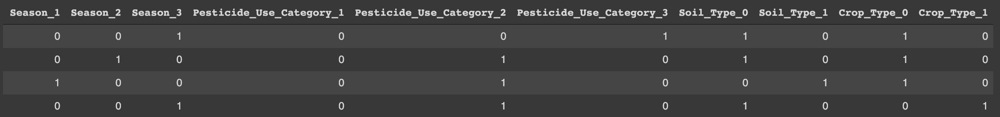 Season_1 Season_2 Season_3 Pesticide_Use_Category_1 Pesticide_Use_Category_2 Pesticide_Use_Category_3 Soil_Type_0 Soil_Type_1 Crop_Type_0 Crop_Type_1
0 0 1 0 0 1 1 0 1 0
0 1 0 0 1 0 1 0 1 0
1 0 0 0 1 0 0 1 1 0
0 0 1 0 1 0 1 0 0 1